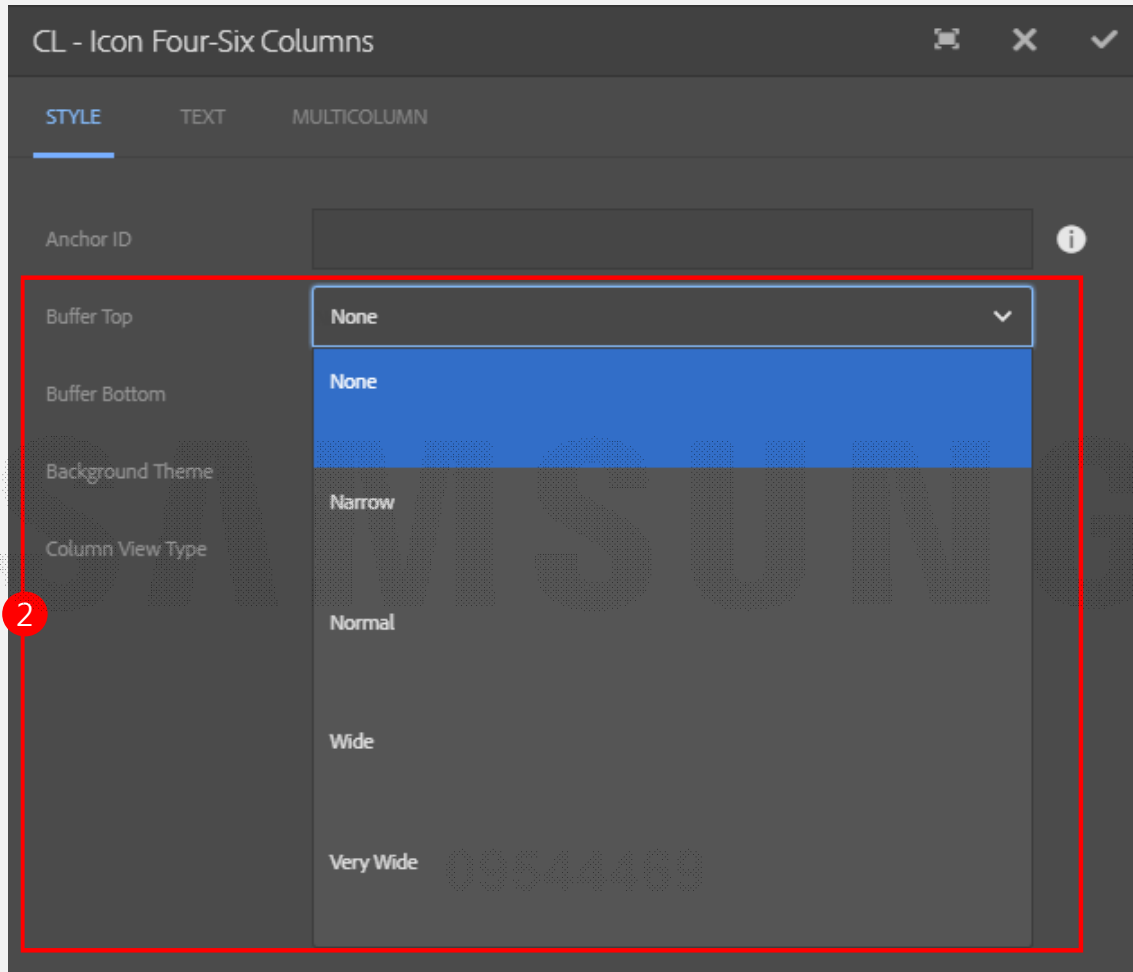 CL - Icon Four-Six Columns
STYLE TEXT MULTICOLUMN
Anchor ID
Buffer Top None
None
Buffer Bottom
Background Theme
Narrow
Column View Type
2
Normal
Wide
Very Wide
SAMSUNG
09544469